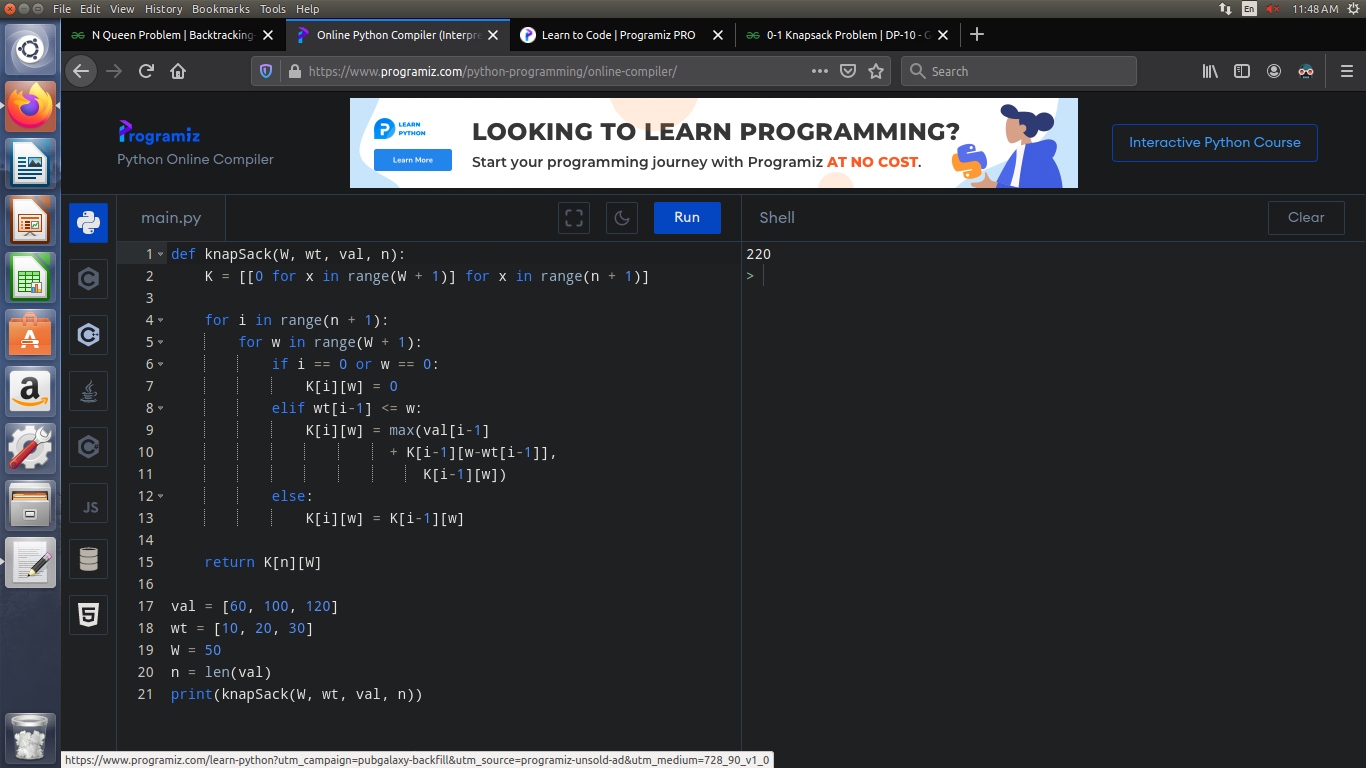 File Edit View History Bookmarks Tools Help
En
11:48 AM
N Queen Problem | Backtracking-
Online Python Compiler (Interpre
Learn to Code | Programiz PRO
0-1 Knapsack Problem | DP-10 - G
https://www.programiz.com/python-programming/online-compiler/
Search
Programiz
Python Online Compiler
LEARN
PYTHON
Learn More
LOOKING TO LEARN PROGRAMMING?
Start your programming journey with Programiz AT NO COST.
Interactive Python Course
main.py
Run
Shell
Clear
JS
1 def knapSack(W, wt, val, n):
2     K = [[0 for x in range(W + 1)] for x in range(n + 1)]
3
4     for i in range(n + 1):
5         for w in range(W + 1):
6             if i == 0 or w == 0:
7                 K[i][w] = 0
8             elif wt[i-1] <= w:
9                 K[i][w] = max(val[i-1]
10                           + K[i-1][w-wt[i-1]],
11                               K[i-1][w])
12             else:
13                 K[i][w] = K[i-1][w]
14
15     return K[n][W]
16
17 val = [60, 100, 120]
18 wt = [10, 20, 30]
19 W = 50
20 n = len(val)
21 print(knapSack(W, wt, val, n))
220
>
https://www.programiz.com/learn-python?utm_campaign=pubgalaxy-backfill&utm_source=programiz-unsold-ad&utm_medium=728_90_v1_0